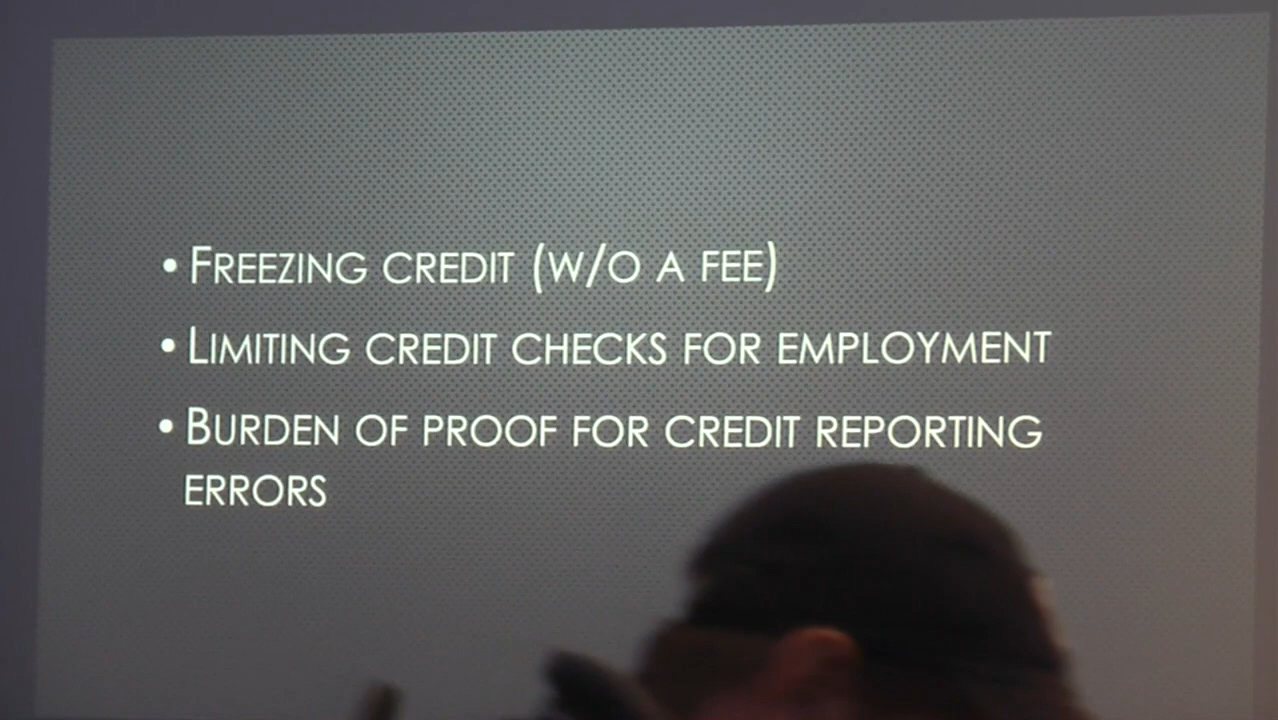 • FREEZING CREDIT (W/O A FEE)
• LIMITING CREDIT CHECKS FOR EMPLOYMENT
• BURDEN OF PROOF FOR CREDIT REPORTING
ERRORS